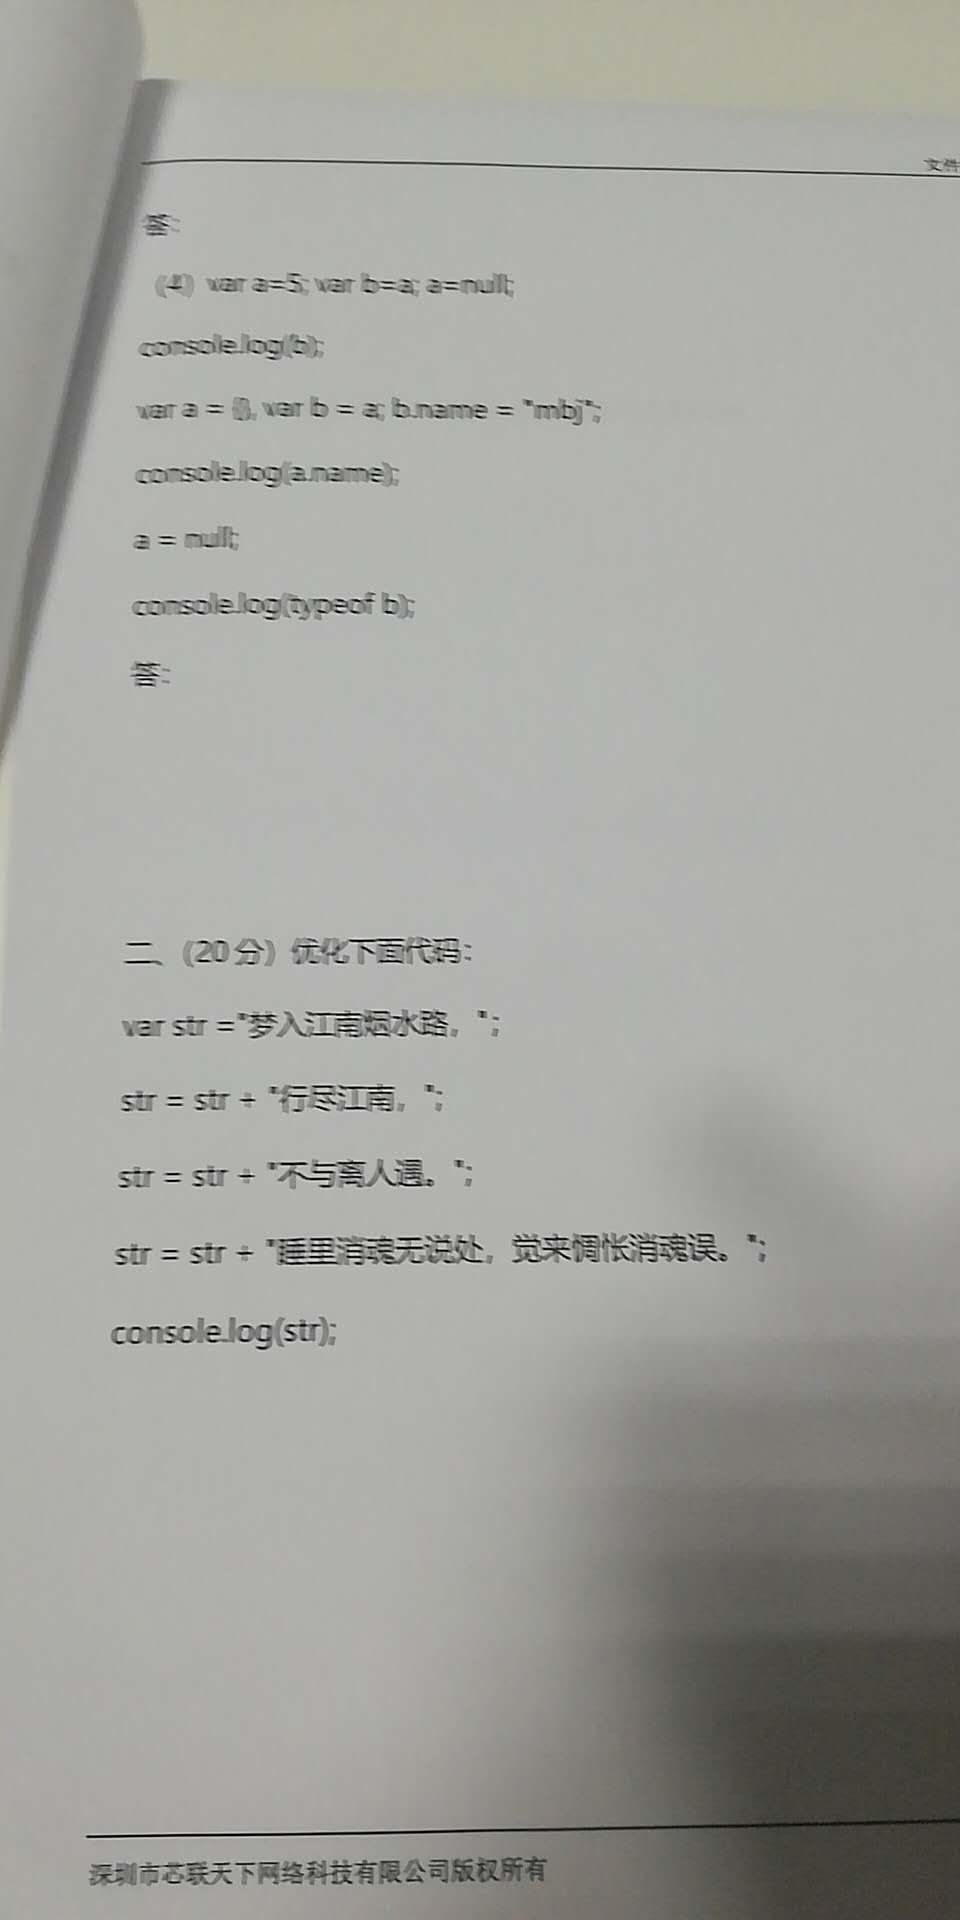 文件
答：
（4）var a=5; var b=a; a=null;
console.log(b);
var a = {}, var b = a; b.name = "mbj";
console.log(a.name);
a = null;
console.log(typeof b);
答：
二、（20分）优化下面代码：
var str ="梦入江南烟水路，";
str = str + "行尽江南，";
str = str + "不与离人遇。";
str = str + "睡里消魂无说处，觉来惆怅消魂误。";
console.log(str);
深圳市芯联天下网络科技有限公司版权所有